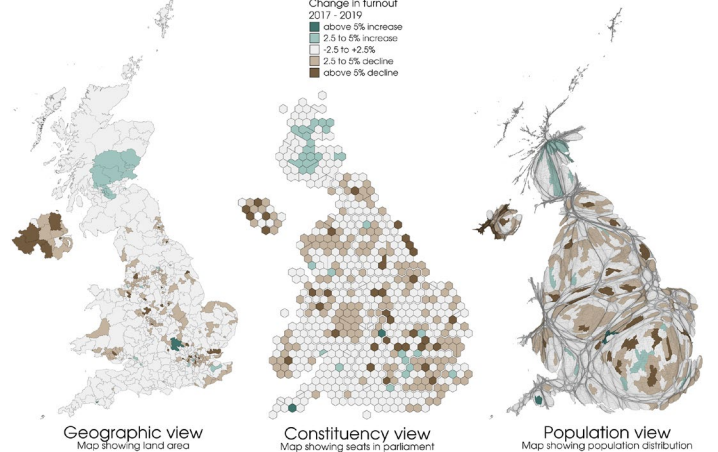 Change in turnout
2017 - 2019
above 5% increase
2.5 to 5% increase
-2.5 to +2.5%
2.5 to 5% decline
above 5% decline
Geographic view
Map showing land area
Constituency view
Map showing seats in parliament
Population view
Map showing population distribution